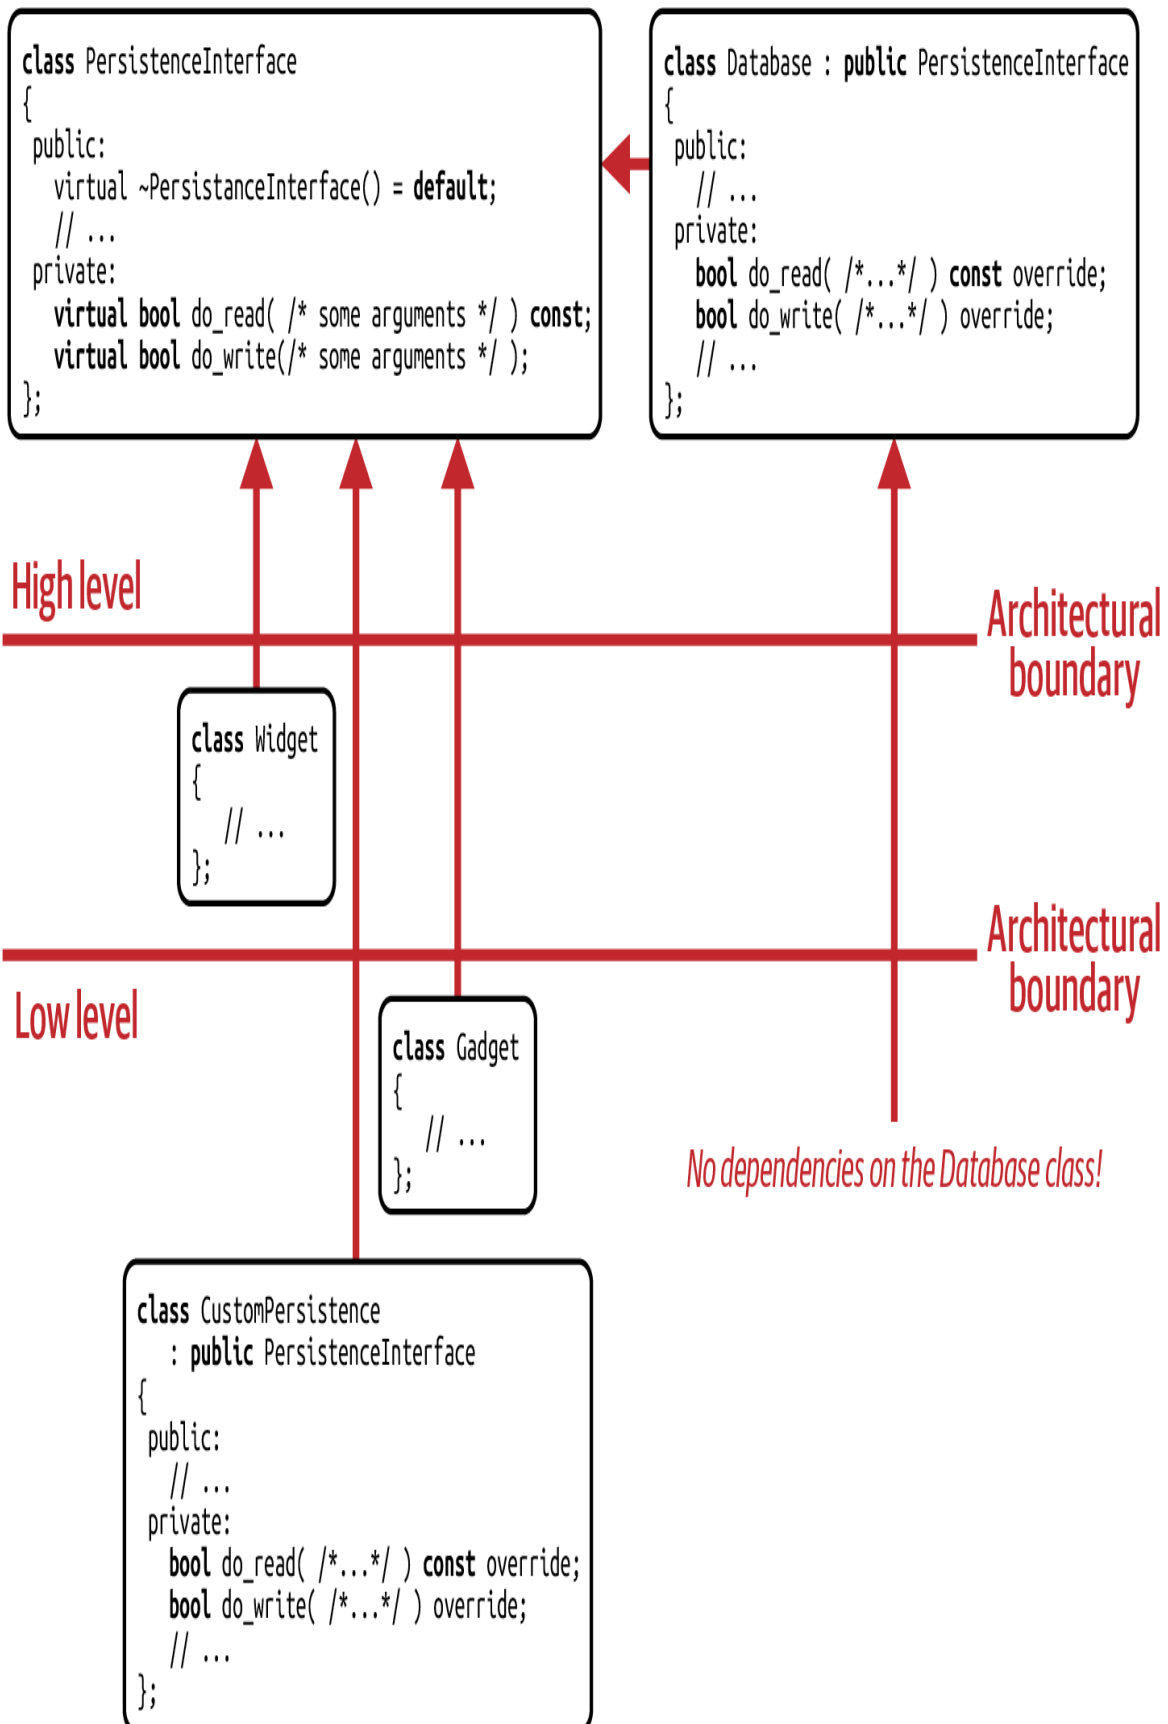 class PersistenceInterface
{
public:
virtual ~PersistanceInterface() = default;
// ...
private:
virtual bool do_read( /* some arguments */ ) const;
virtual bool do_write(/* some arguments */ );
};
class Database : public PersistenceInterface
{
public:
// ...
private:
bool do_read( /*...*/ ) const override;
bool do_write( /*...*/ ) override;
// ...
};
High level
Architectural
boundary
class Widget
{
// ...
};
Architectural
boundary
Low level
class Gadget
{
// ...
};
No dependencies on the Database class!
class CustomPersistence
: public PersistenceInterface
{
public:
// ...
private:
bool do_read( /*...*/ ) const override;
bool do_write( /*...*/ ) override;
// ...
};